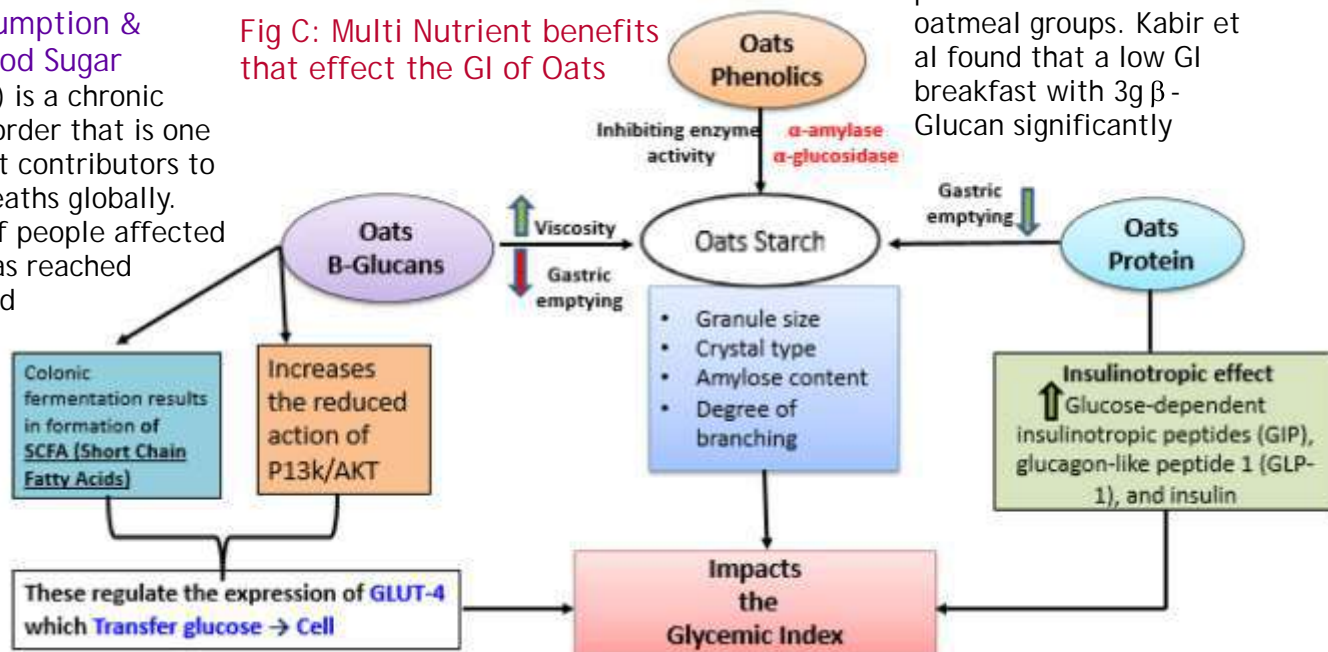 umption &
od Sugar
) is a chronic
order that is one
t contributors to
eaths globally.
f people affected
as reached
d
Fig C: Multi Nutrient benefits
that effect the GI of Oats
oatmeal groups. Kabir et
al found that a low GI
breakfast with 3g β-
Glucan significantly
Oats
Phenolics
Inhibiting enzyme
activity
α-amylase
α-glucosidase
Oats
B-Glucans
Viscosity
Gastric
emptying
Oats Starch
Gastric
emptying
Oats
Protein
• Granule size
• Crystal type
• Amylose content
• Degree of
branching
Colonic
fermentation results
in formation of
SCFA (Short Chain
Fatty Acids)
Increases
the reduced
action of
P13k/AKT
Insulinotropic effect
Glucose-dependent
insulinotropic peptides (GIP),
glucagon-like peptide 1 (GLP-
1), and insulin
These regulate the expression of GLUT-4
which Transfer glucose → Cell
Impacts
the
Glycemic Index